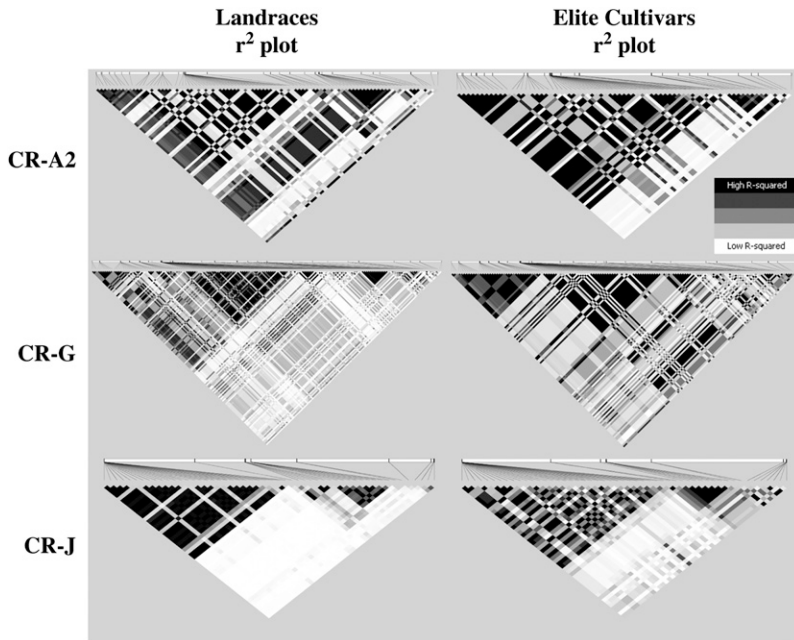 Landraces
r² plot
Elite Cultivars
r² plot
CR-A2
High R-squared
Low R-squared
CR-G
CR-J